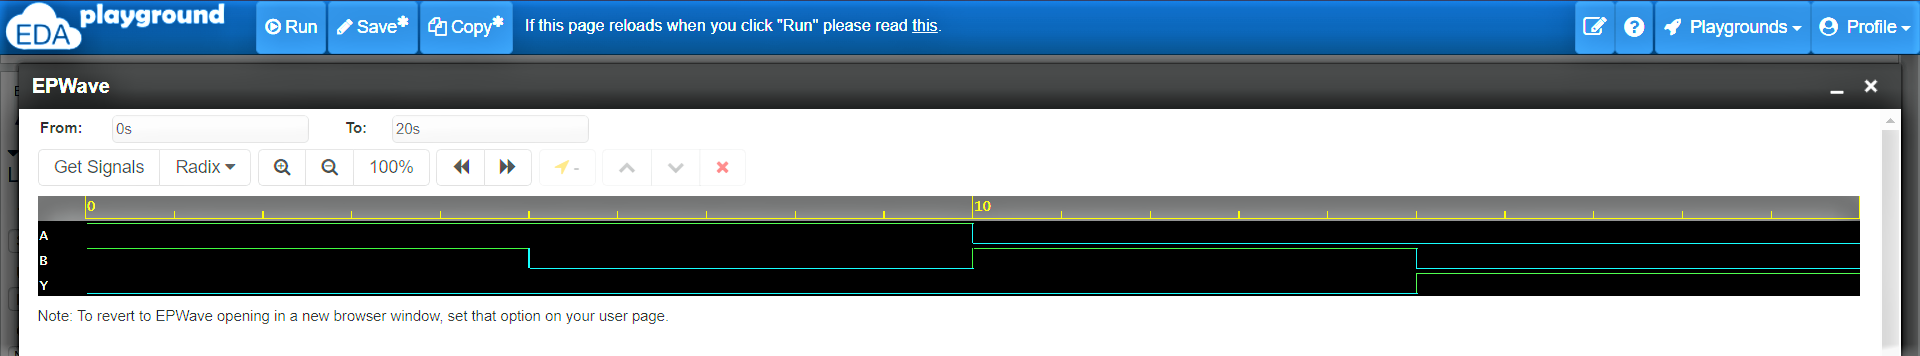 EDA playground Run Save* Copy* If this page reloads when you click "Run" please read this. Playgrounds Profile
EPWave
From: 0s To: 20s
Get Signals Radix 100% -
0 10
A
B
Y
Note: To revert to EPWave opening in a new browser window, set that option on your user page.